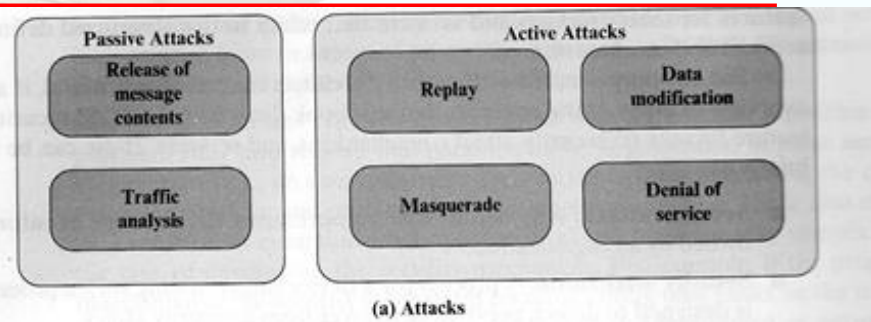 Passive Attacks
Active Attacks
Release of
message
contents
Replay
Data
modification
Traffic
analysis
Masquerade
Denial of
service
(a) Attacks